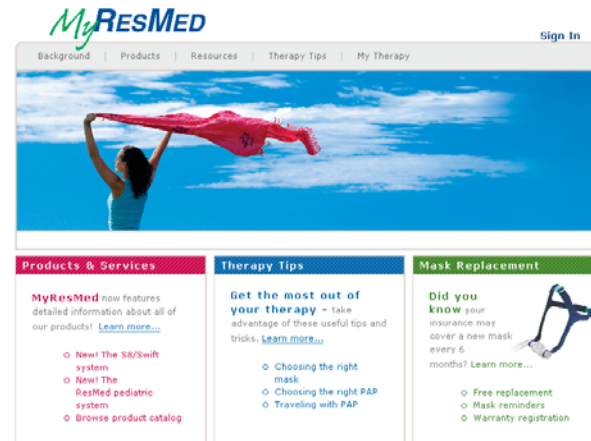 MyResMed
Sign In
Background | Products | Resources | Therapy Tips | My Therapy
Products & Services
MyResMed now features
detailed information about all of
our products! Learn more...
New! The S8/Swift
system
New! The
ResMed pediatric
system
Browse product catalog
Therapy Tips
Get the most out of
your therapy – take
advantage of these useful tips and
tricks. Learn more...
Choosing the right
mask
Choosing the right PAP
Traveling with PAP
Mask Replacement
Did you
know your
insurance may
cover a new mask
every 6
months? Learn more...
Free replacement
Mask reminders
Warranty registration